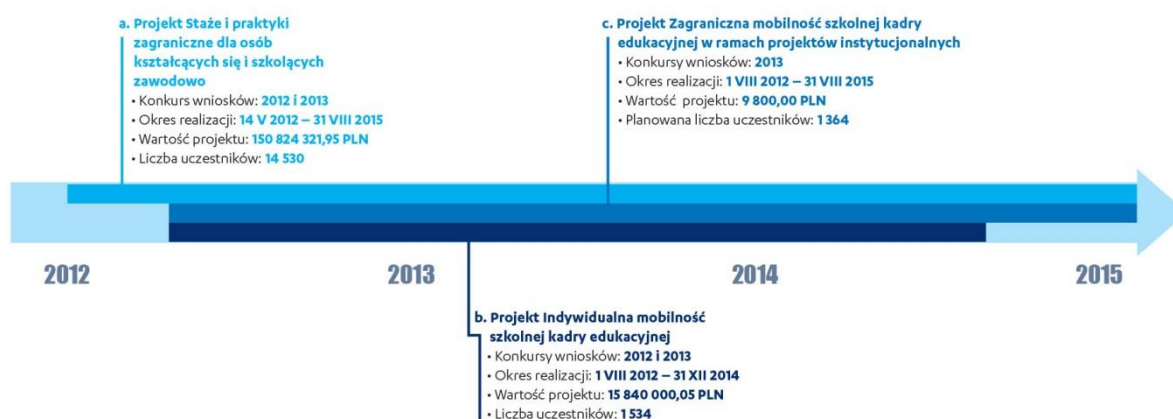 a. Projekt Staże i praktyki
zagraniczne dla osób
kształcących się i szkolących
zawodowo
• Konkurs wniosków: 2012 i 2013
• Okres realizacji: 14 V 2012 – 31 VIII 2015
• Wartość projektu: 150 824 321,95 PLN
• Liczba uczestników: 14 530
c. Projekt Zagraniczna mobilność szkolnej kadry
edukacyjnej w ramach projektów instytucjonalnych
• Konkursy wniosków: 2013
• Okres realizacji: 1 VIII 2012 – 31 VIII 2015
• Wartość projektu: 9 800,00 PLN
• Planowana liczba uczestników: 1 364
2012
2013
2014
2015
b. Projekt Indywidualna mobilność
szkolnej kadry edukacyjnej
• Konkursy wniosków: 2012 i 2013
• Okres realizacji: 1 VIII 2012 – 31 XII 2014
• Wartość projektu: 15 840 000,05 PLN
• Liczba uczestników: 1 534